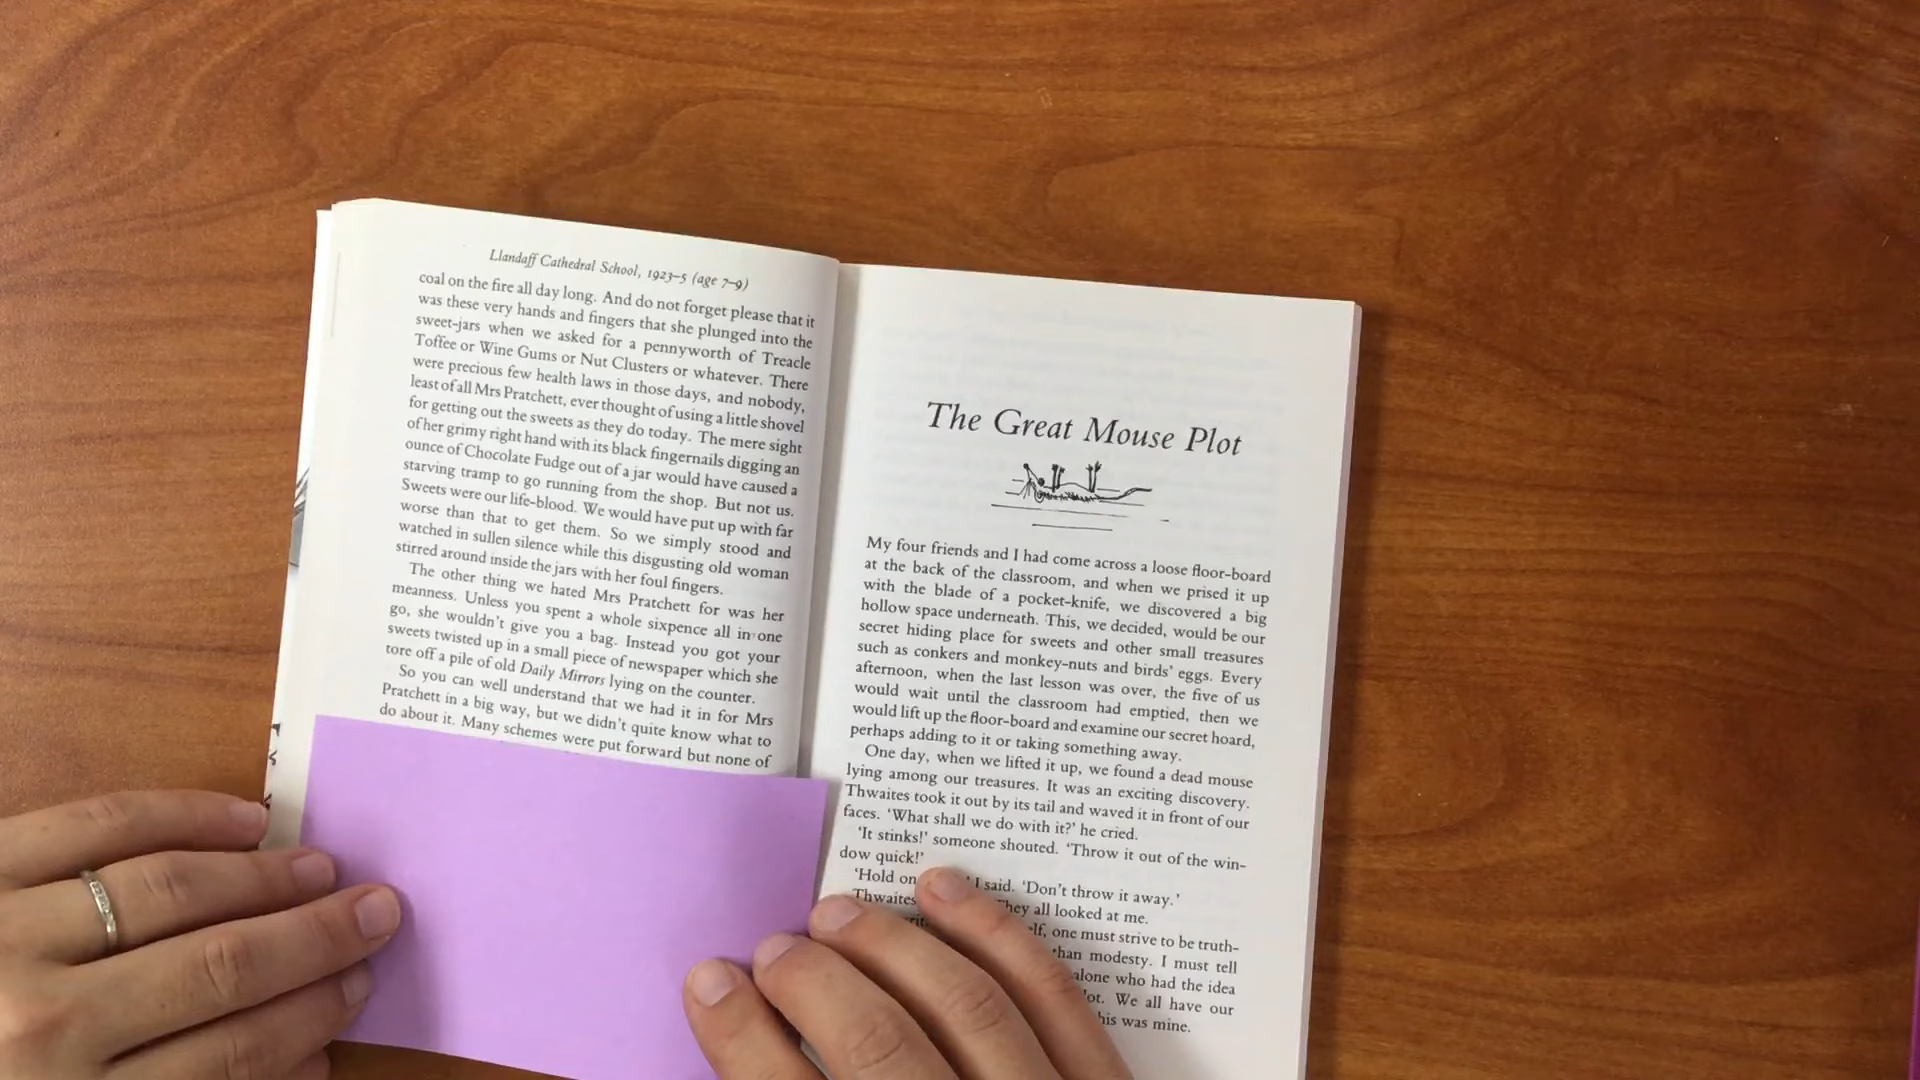 Llandaff Cathedral School, 1923–5 (age 7–9)
coal on the fire all day long. And do not forget please that it
was these very hands and fingers that she plunged into the
sweet-jars when we asked for a pennyworth of Treacle
Toffee or Wine Gums or Nut Clusters or whatever. There
were precious few health laws in those days, and nobody,
least of all Mrs Pratchett, ever thought of using a little shovel
for getting out the sweets as they do today. The mere sight
of her grimy right hand with its black fingernails digging an
ounce of Chocolate Fudge out of a jar would have caused a
starving tramp to go running from the shop. But not us.
Sweets were our life-blood. We would have put up with far
worse than that to get them. So we simply stood and
watched in sullen silence while this disgusting old woman
stirred around inside the jars with her foul fingers.
The other thing we hated Mrs Pratchett for was her
meanness. Unless you spent a whole sixpence all in one
go, she wouldn't give you a bag. Instead you got your
sweets twisted up in a small piece of newspaper which she
tore off a pile of old Daily Mirrors lying on the counter.
So you can well understand that we had it in for Mrs
Pratchett in a big way, but we didn't quite know what to
do about it. Many schemes were put forward but none of
The Great Mouse Plot
My four friends and I had come across a loose floor-board
at the back of the classroom, and when we prised it up
with the blade of a pocket-knife, we discovered a big
hollow space underneath. This, we decided, would be our
secret hiding place for sweets and other small treasures
such as conkers and monkey-nuts and birds' eggs. Every
afternoon, when the last lesson was over, the five of us
would wait until the classroom had emptied, then we
would lift up the floor-board and examine our secret hoard,
perhaps adding to it or taking something away.
One day, when we lifted it up, we found a dead mouse
lying among our treasures. It was an exciting discovery.
Thwaites took it out by its tail and waved it in front of our
faces. 'What shall we do with it?' he cried.
'It stinks!' someone shouted. 'Throw it out of the win-
dow quick!'
'Hold on I said. 'Don't throw it away.'
Thwaites They all looked at me.
one must strive to be truth-
than modesty. I must tell
alone who had the idea
We all have our
this was mine.